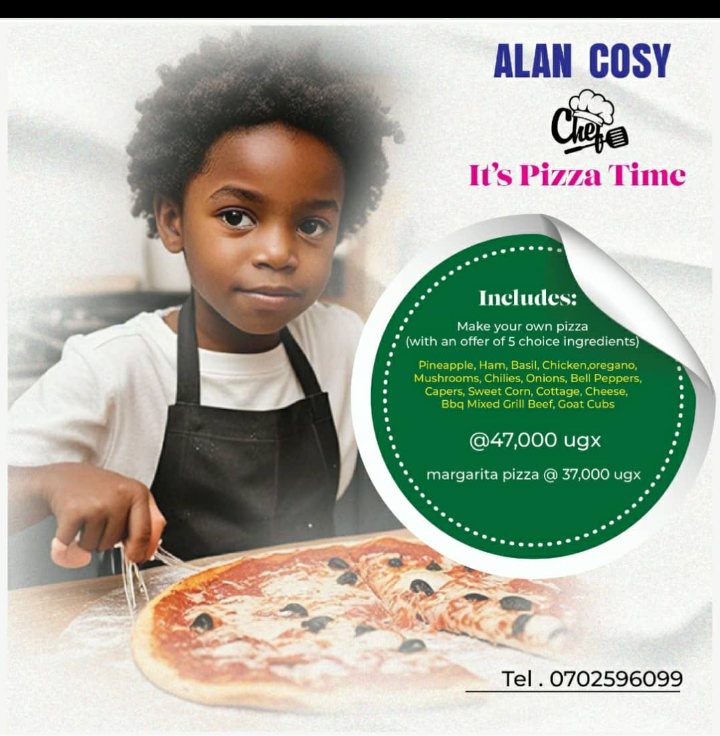 ALAN COSY
Chef
It's Pizza Time
Includes:
Make your own pizza
(with an offer of 5 choice ingredients)
Pineapple, Ham, Basil, Chicken,oregano,
Mushrooms, Chilies, Onions, Bell Peppers,
Capers, Sweet Corn, Cottage, Cheese,
Bbq Mixed Grill Beef, Goat Cubs
@47,000 ugx
margarita pizza @ 37,000 ugx
Tel . 0702596099